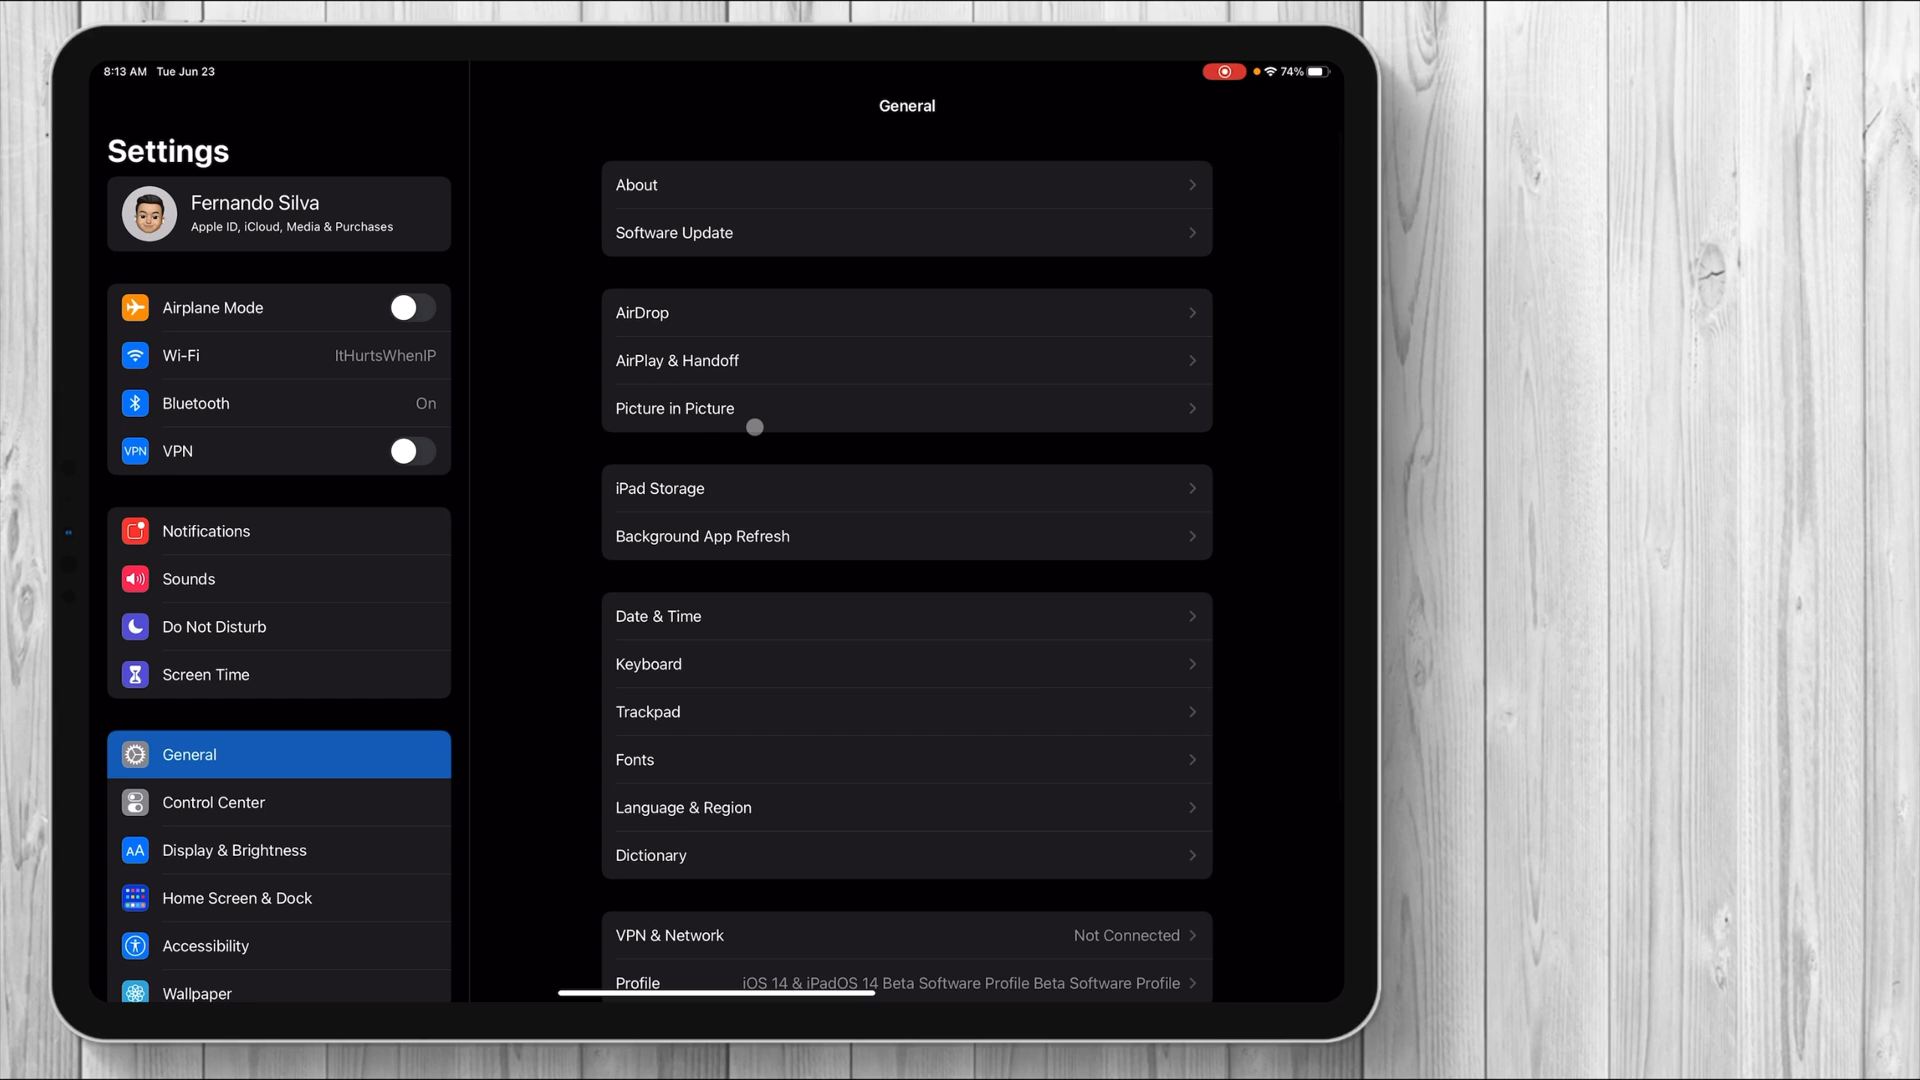 8:13 AM Tue Jun 23
74%
Settings
Fernando Silva
Apple ID, iCloud, Media & Purchases
Airplane Mode
Wi-Fi ItHurtsWhenIP
Bluetooth On
VPN VPN
Notifications
Sounds
Do Not Disturb
Screen Time
General
Control Center
AA Display & Brightness
Home Screen & Dock
Accessibility
Wallpaper
General
About
Software Update
AirDrop
AirPlay & Handoff
Picture in Picture
iPad Storage
Background App Refresh
Date & Time
Keyboard
Trackpad
Fonts
Language & Region
Dictionary
VPN & Network Not Connected
Profile iOS 14 & iPadOS 14 Beta Software Profile Beta Software Profile